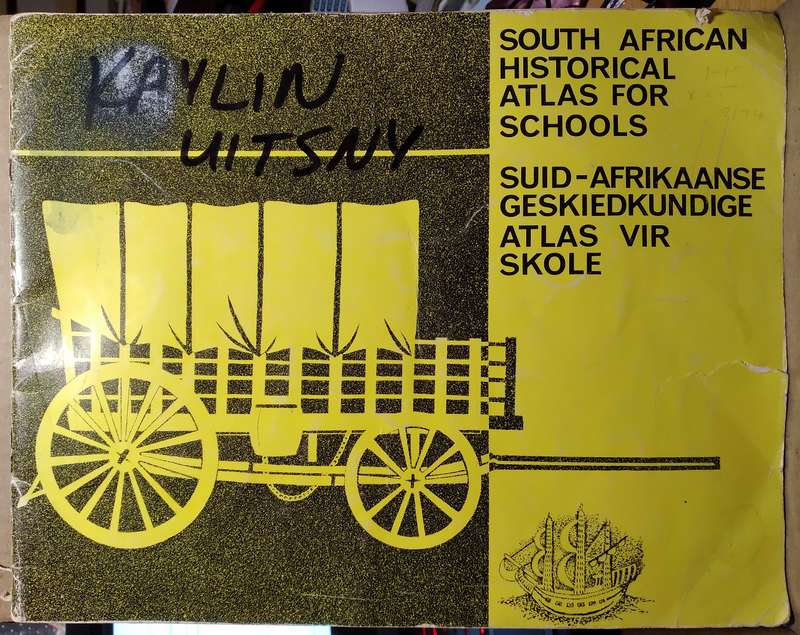 KAYLIN
UITSNY
SOUTH AFRICAN
HISTORICAL
ATLAS FOR
SCHOOLS
SUID-AFRIKAANSE
GESKIEDKUNDIGE
ATLAS VIR
SKOLE